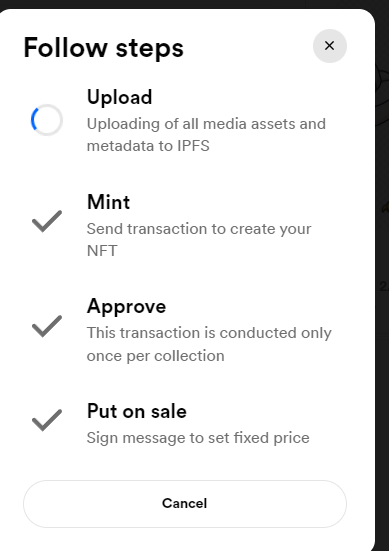 Follow steps
Upload
Uploading of all media assets and
metadata to IPFS
Mint
Send transaction to create your
NFT
Approve
This transaction is conducted only
once per collection
Put on sale
Sign message to set fixed price
Cancel